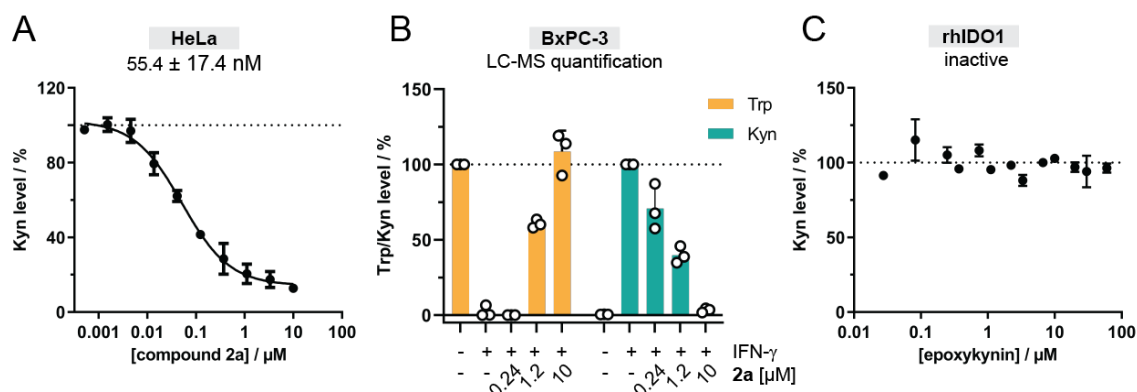 A
HeLa
55.4 ± 17.4 nM
Kyn level / %
120
80
40
0
0.001
0.01
0.1
1
10
100
[compound 2a] / µM
B
BxPC-3
LC-MS quantification
Trp
Kyn
Trp/Kyn level / %
150
100
50
0
- + + + + - + + + + IFN-γ
- - 0.24 1.2 10 - - 0.24 1.2 10 2a [µM]
C
rhIDO1
inactive
Kyn level / %
150
100
50
0
0.01
0.1
1
10
100
[epoxykynin] / µM